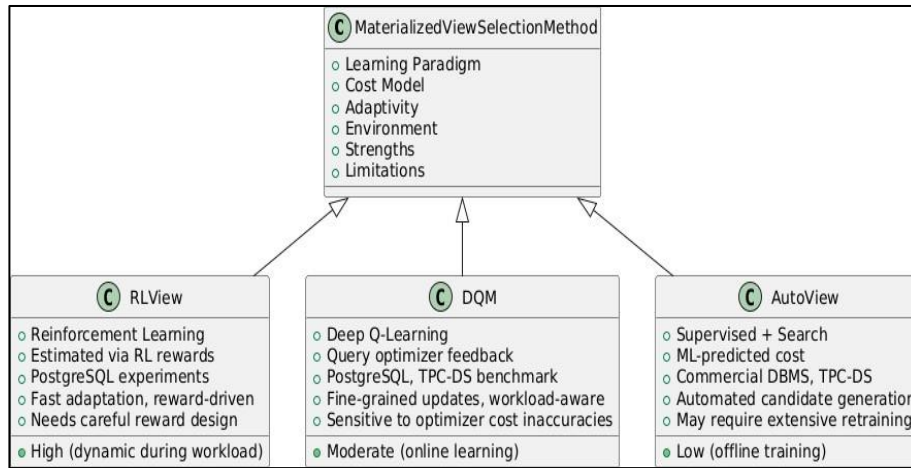 C MaterializedViewSelectionMethod
Learning Paradigm
Cost Model
Adaptivity
Environment
Strengths
Limitations
C RLView
Reinforcement Learning
Estimated via RL rewards
PostgreSQL experiments
Fast adaptation, reward-driven
Needs careful reward design
High (dynamic during workload)
C DQM
Deep Q-Learning
Query optimizer feedback
PostgreSQL, TPC-DS benchmark
Fine-grained updates, workload-aware
Sensitive to optimizer cost inaccuracies
Moderate (online learning)
C AutoView
Supervised + Search
ML-predicted cost
Commercial DBMS, TPC-DS
Automated candidate generation
May require extensive retraining
Low (offline training)